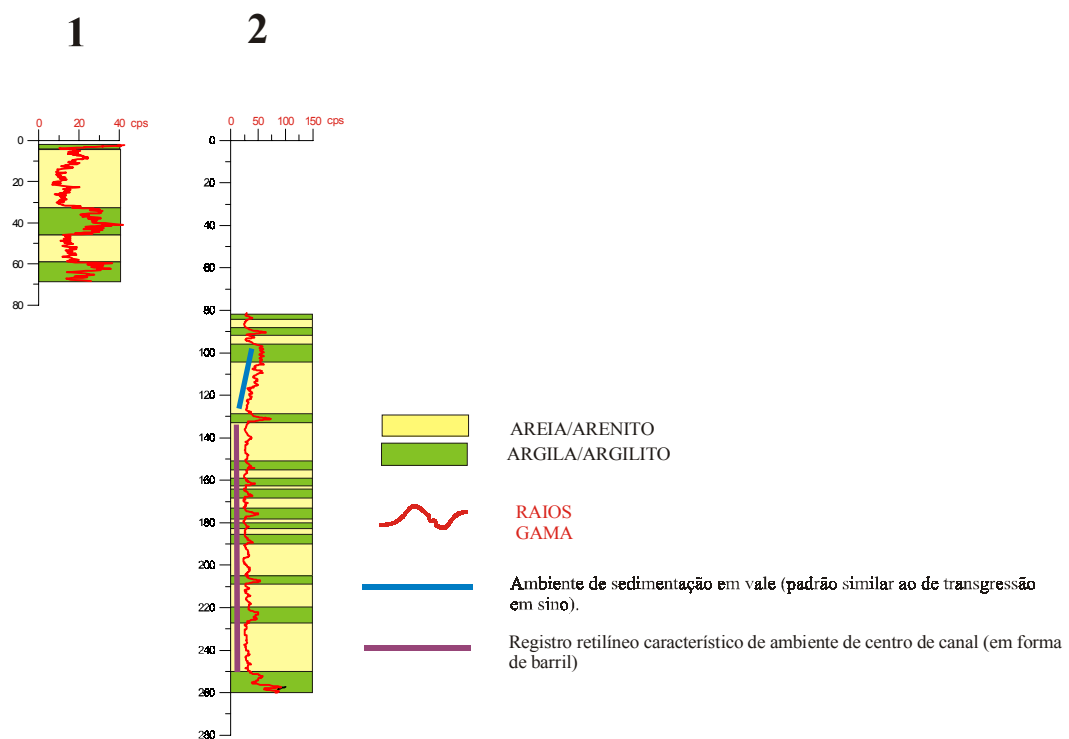 1
2
0 20 40 cps
0 50 100 150 cps
0
20
40
60
80
0
20
40
60
80
100
120
140
160
180
200
220
240
260
280
AREIA/ARENITO
ARGILA/ARGILITO
RAIOS
GAMA
Ambiente de sedimentação em vale (padrão similar ao de transgressão
em sino).
Registro retilíneo característico de ambiente de centro de canal (em forma
de barril)